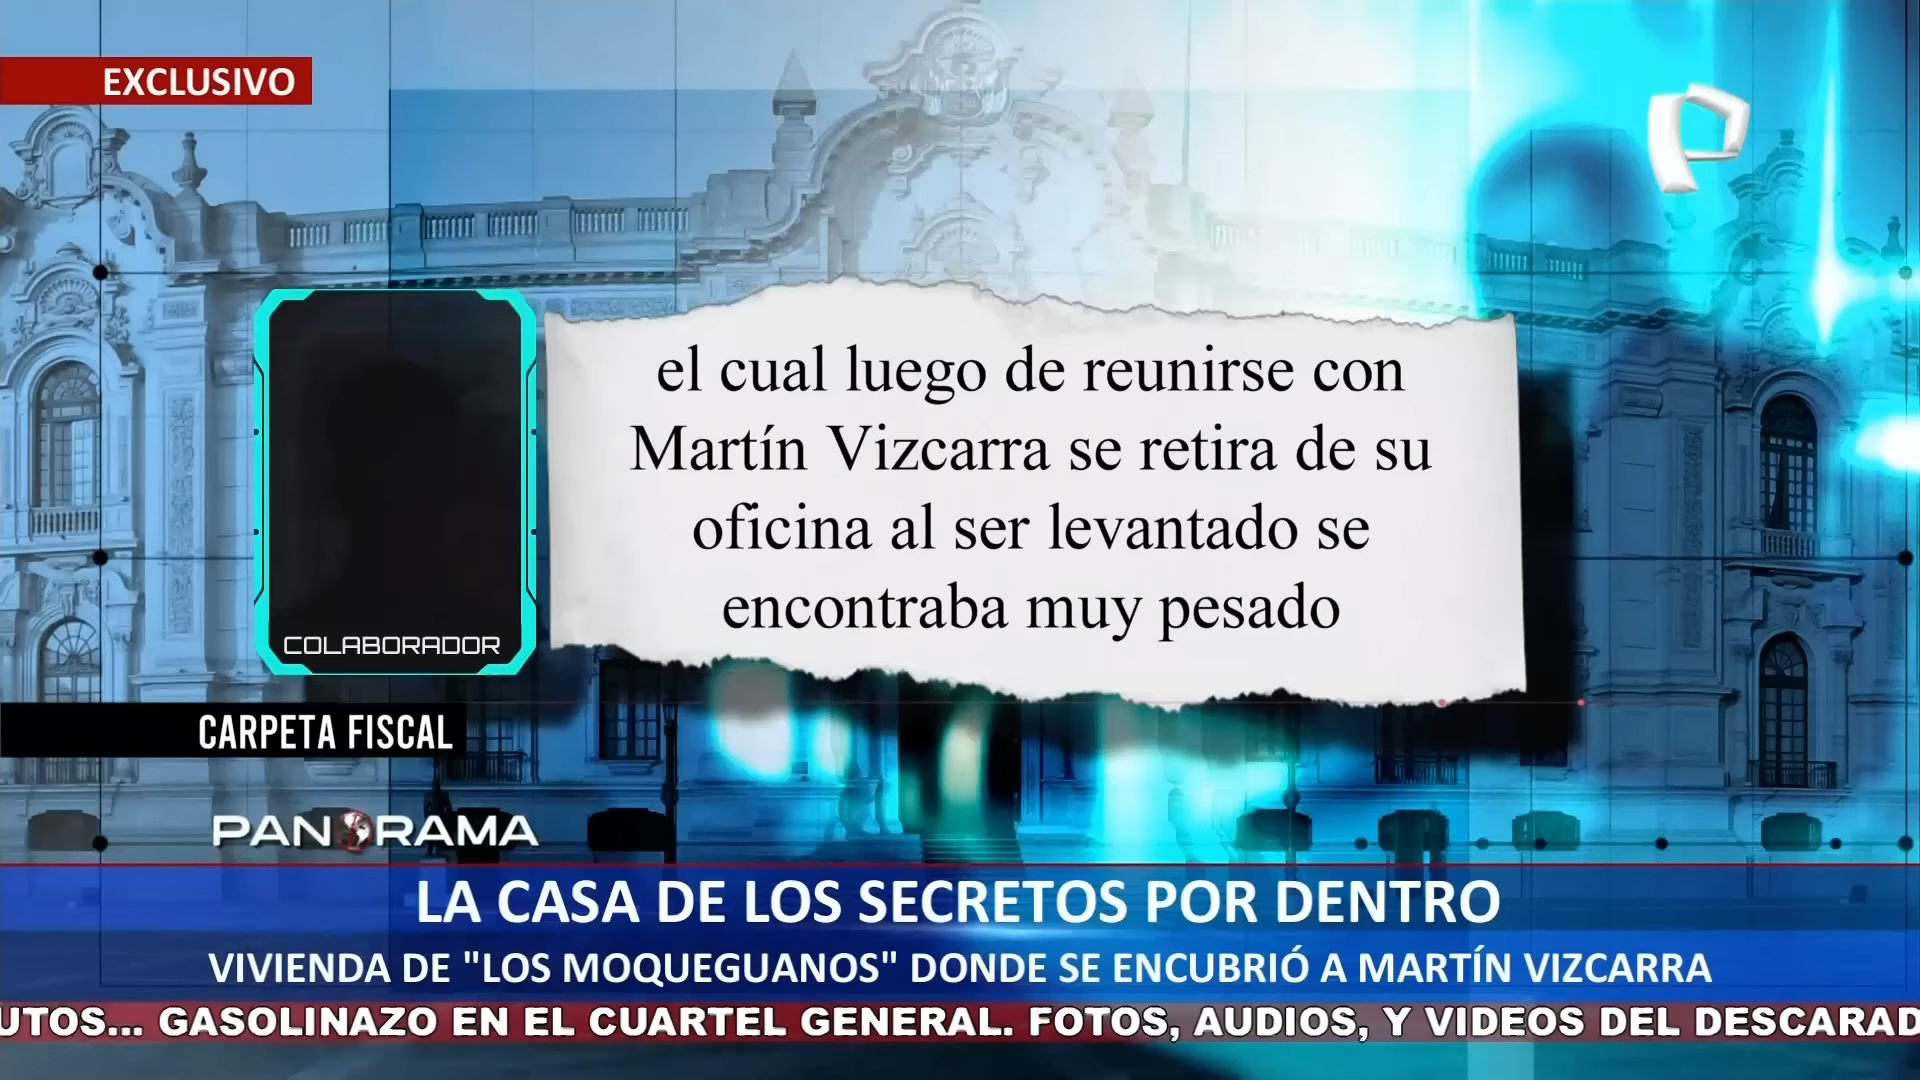 EXCLUSIVO
el cual luego de reunirse con
Martín Vizcarra se retira de su
oficina al ser levantado se
encontraba muy pesado
COLABORADOR
CARPETA FISCAL
PANORAMA
LA CASA DE LOS SECRETOS POR DENTRO
VIVIENDA DE "LOS MOQUEGUANOS" DONDE SE ENCUBRIÓ A MARTÍN VIZCARRA
UTOS... GASOLINAZO EN EL CUARTEL GENERAL. FOTOS, AUDIOS, Y VIDEOS DEL DESCARAD